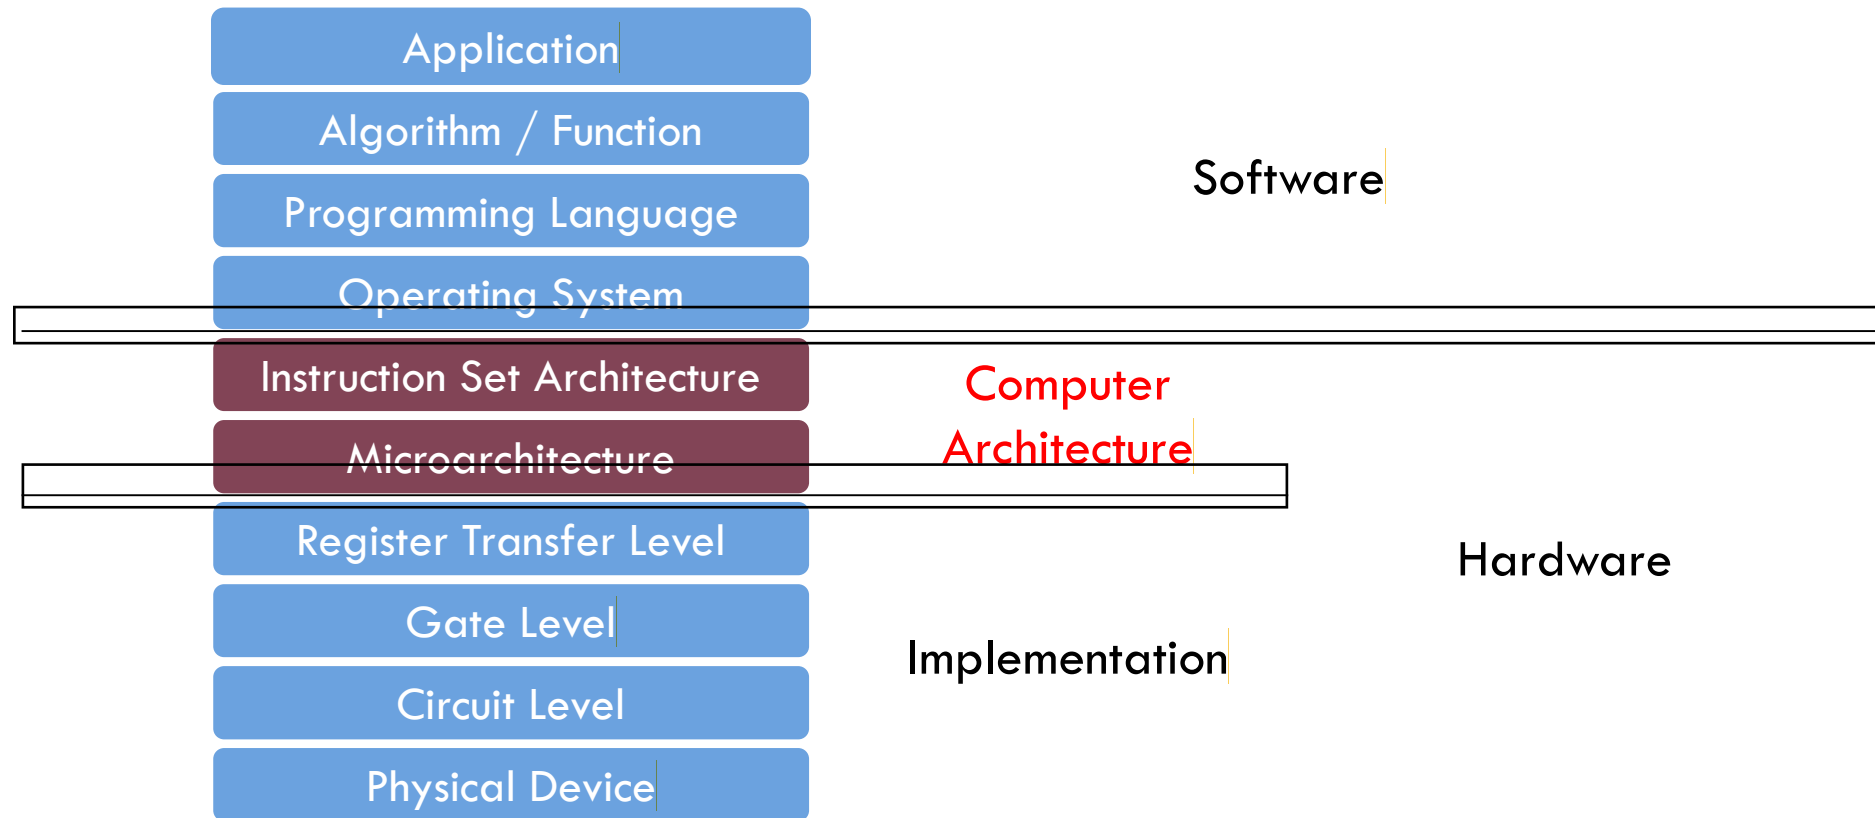 Application
Algorithm / Function
Software
Programming Language
Operating System
Instruction Set Architecture
Computer
Architecture
Microarchitecture
Register Transfer Level
Hardware
Gate Level
Implementation
Circuit Level
Physical Device